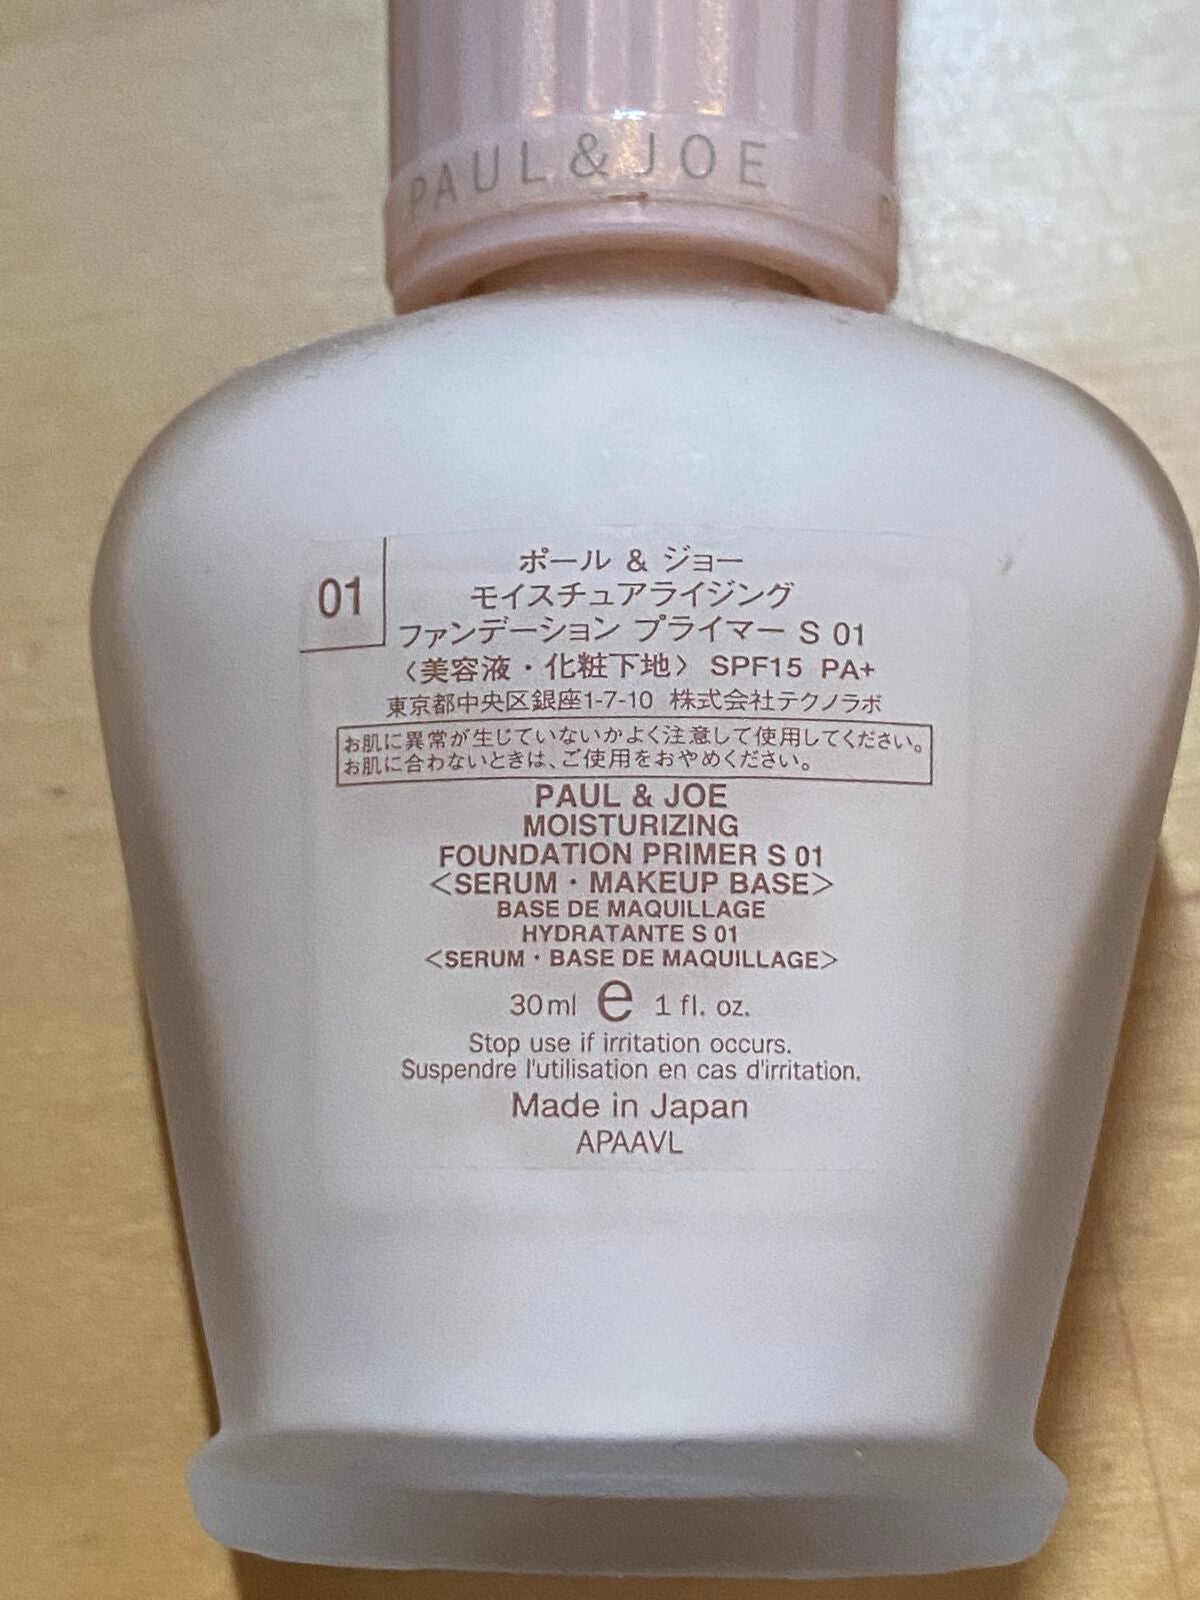 PAUL & JOE
01
ポール & ジョー
モイスチュアライジング
ファンデーション プライマー S 01
〈美容液・化粧下地〉 SPF15 PA+
東京都中央区銀座1-7-10 株式会社テクノラボ
お肌に異常が生じていないかよく注意して使用してください。
お肌に合わないときは、ご使用をおやめください。
PAUL & JOE
MOISTURIZING
FOUNDATION PRIMER S 01
<SERUM・MAKEUP BASE>
BASE DE MAQUILLAGE
HYDRATANTE S 01
<SERUM・BASE DE MAQUILLAGE>
30ml e 1 fl. oz.
Stop use if irritation occurs.
Suspendre l'utilisation en cas d'irritation.
Made in Japan
APAAVL